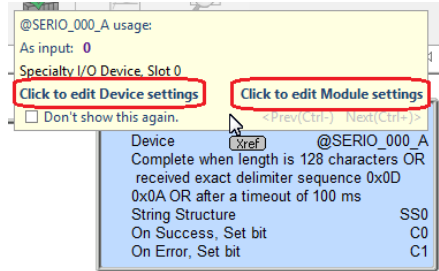 @SERIO_000_A usage:
As input: 0
Specialty I/O Device, Slot 0
Click to edit Device settings Click to edit Module settings
Don't show this again. <Prev(Ctrl-) Next(Ctrl+)>
Device Xref @SERIO_000_A
Complete when length is 128 characters OR
received exact delimiter sequence 0x0D
0x0A OR after a timeout of 100 ms
String Structure SS0
On Success, Set bit C0
On Error, Set bit C1